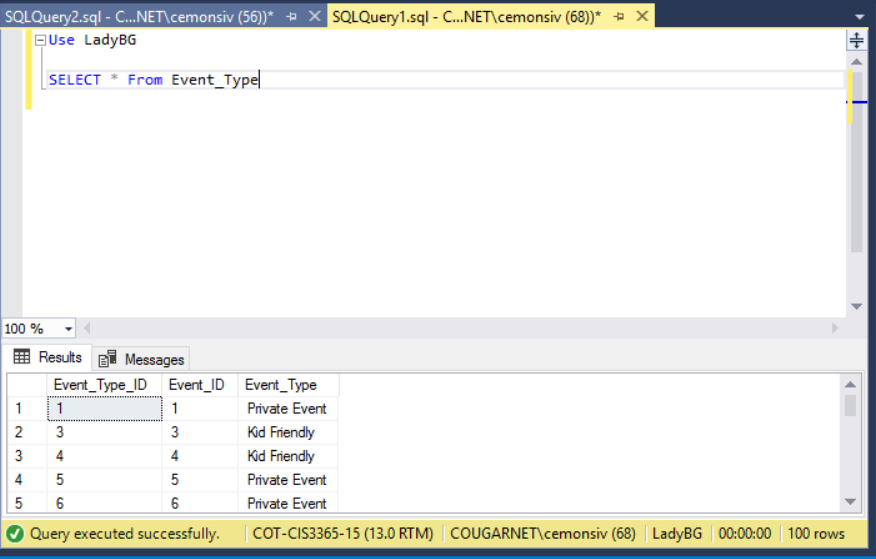 SQLQuery2.sql - C...NET\cemonsiv (56))* SQLQuery1.sql - C...NET\cemonsiv (68))*
Use LadyBG
SELECT * From Event_Type
100 %
Results Messages
Event_Type_ID Event_ID Event_Type
1 1 1 Private Event
2 3 3 Kid Friendly
3 4 4 Kid Friendly
4 5 5 Private Event
5 6 6 Private Event
Query executed successfully. COT-CIS3365-15 (13.0 RTM) COUGARNET\cemonsiv (68) LadyBG 00:00:00 100 rows